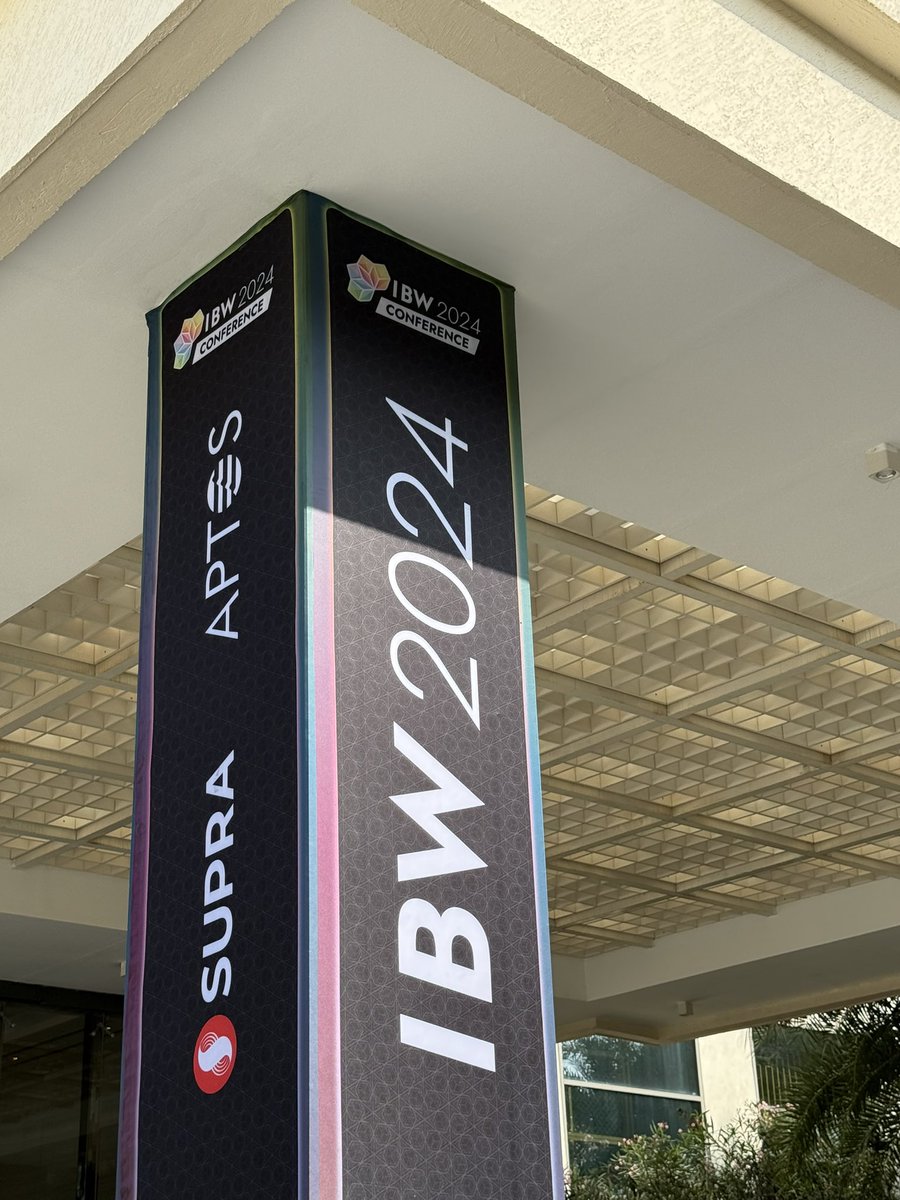 IBW 2024
CONFERENCE
SUPRA
APTOS
IBW 2024
CONFERENCE
IBW 2024